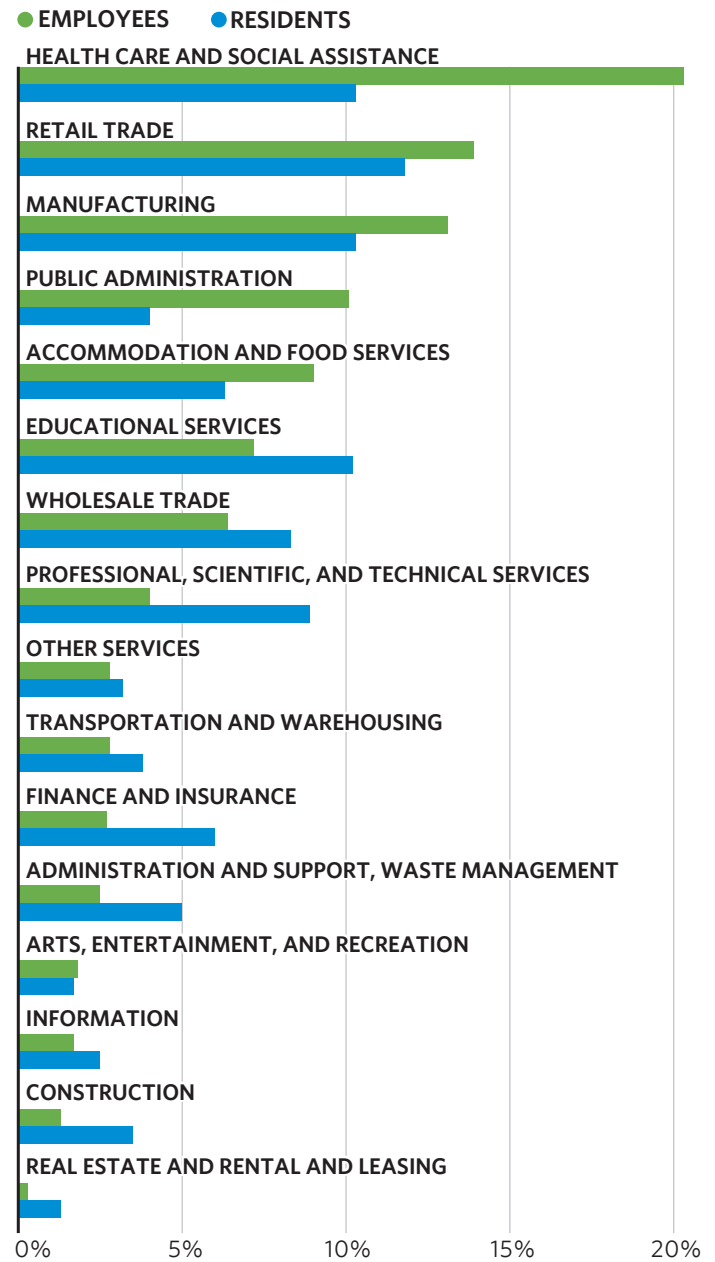 EMPLOYEES RESIDENTS
HEALTH CARE AND SOCIAL ASSISTANCE
RETAIL TRADE
MANUFACTURING
PUBLIC ADMINISTRATION
ACCOMMODATION AND FOOD SERVICES
EDUCATIONAL SERVICES
WHOLESALE TRADE
PROFESSIONAL, SCIENTIFIC, AND TECHNICAL SERVICES
OTHER SERVICES
TRANSPORTATION AND WAREHOUSING
FINANCE AND INSURANCE
ADMINISTRATION AND SUPPORT, WASTE MANAGEMENT
ARTS, ENTERTAINMENT, AND RECREATION
INFORMATION
CONSTRUCTION
REAL ESTATE AND RENTAL AND LEASING
0% 5% 10% 15% 20%